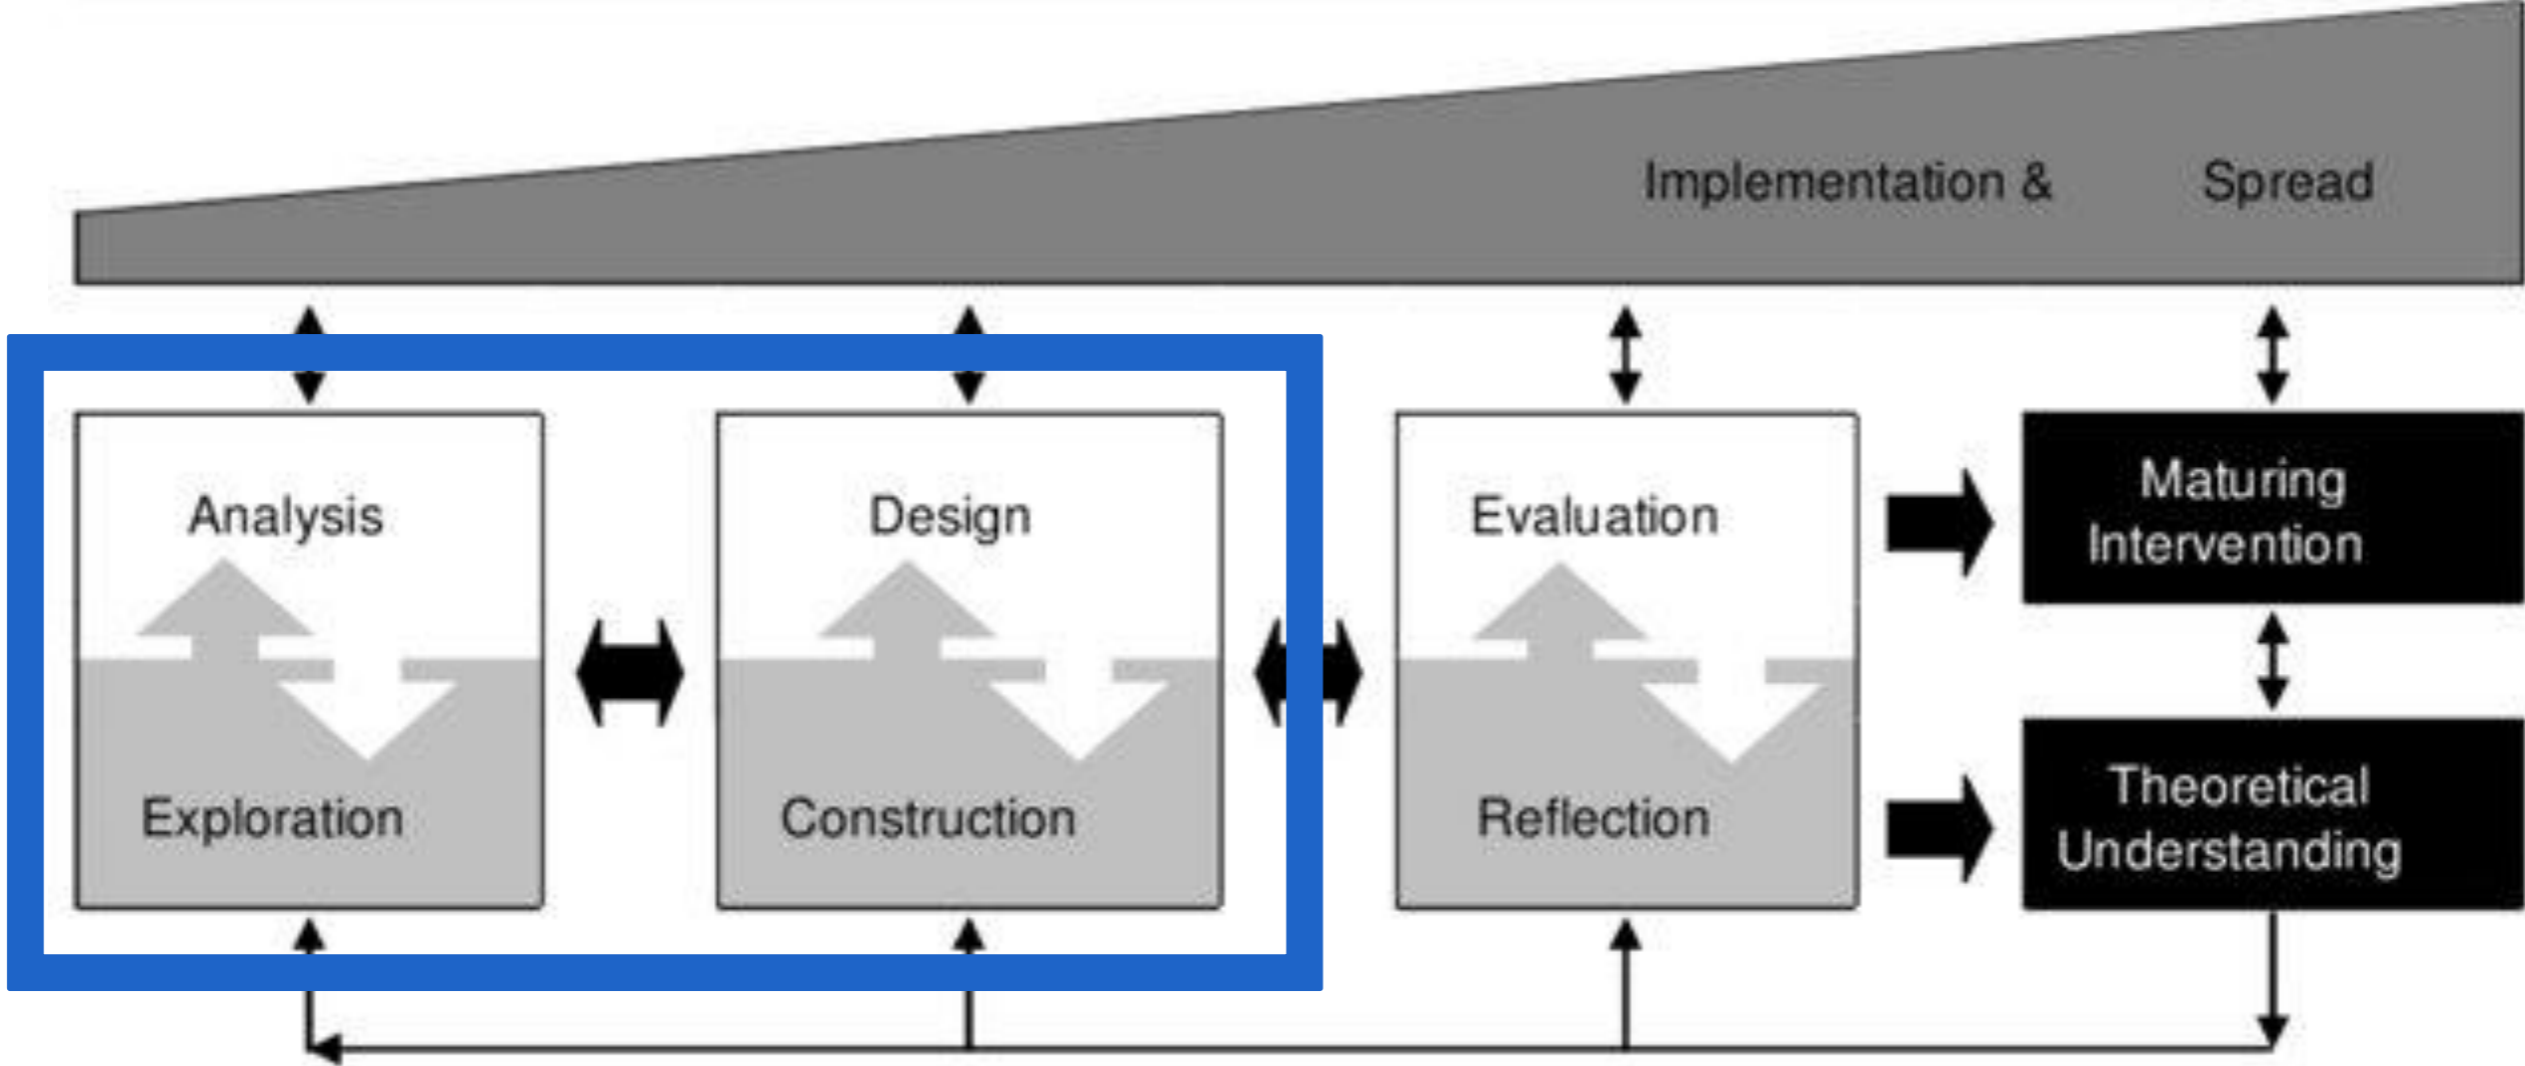 Implementation & Spread
Analysis
Exploration
Design
Construction
Evaluation
Reflection
Maturing
Intervention
Theoretical
Understanding